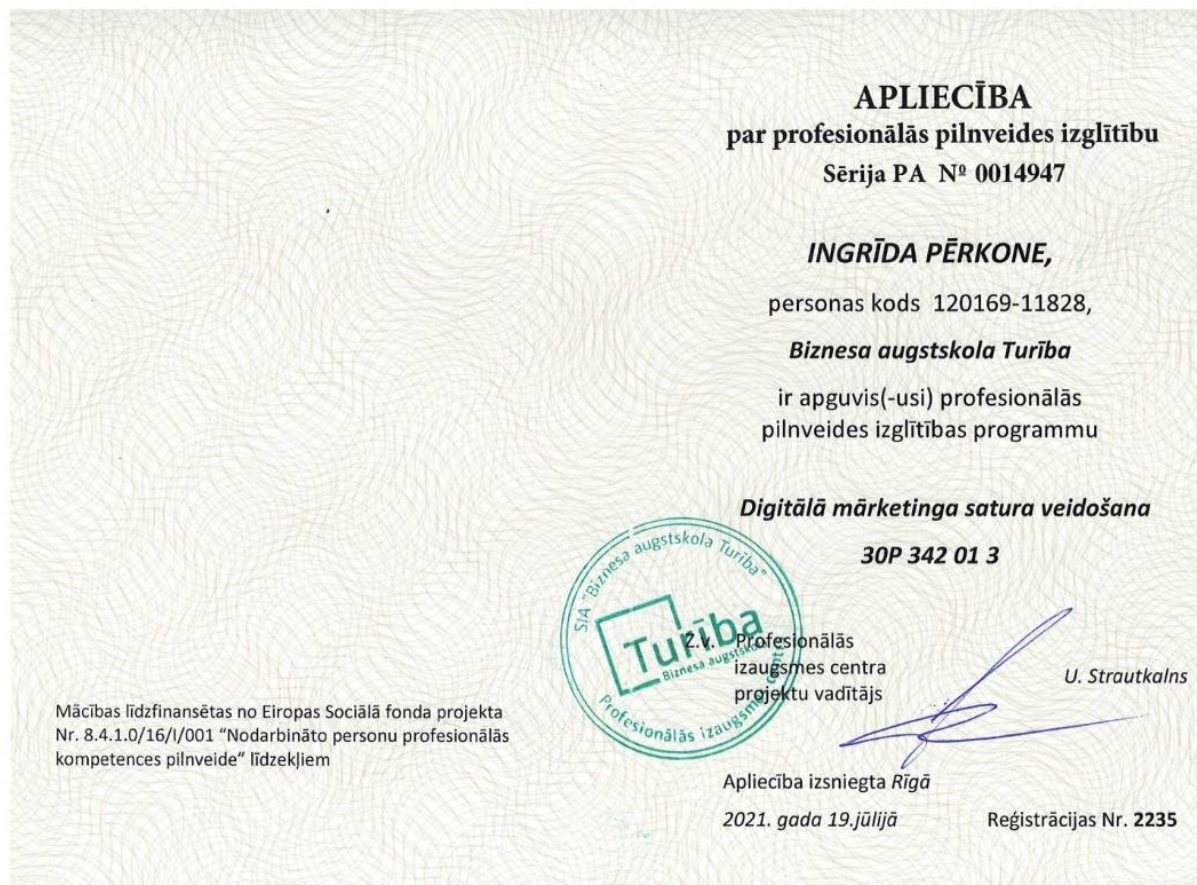 APLIECĪBA
par profesionālās pilnveides izglītību
Sērija PA Nº 0014947
INGRĪDA PĒRKONE,
personas kods 120169-11828,
Biznesa augstskola Turība
ir apguvis(-usi) profesionālās
pilnveides izglītības programmu
Digitālā mārketinga satura veidošana
30P 342 01 3
SIA "Biznesa augstskola Turība"
Turība
Biznesa augstskola
Profesionālās izaugsmes centrs
Z.v. Profesionālās
izaugsmes centra
projektu vadītājs
U. Strautkalns
Mācības līdzfinansētas no Eiropas Sociālā fonda projekta
Nr. 8.4.1.0/16/I/001 "Nodarbināto personu profesionālās
kompetences pilnveide" līdzekļiem
Apliecība izsniegta Rīgā
2021. gada 19.jūlijā Reģistrācijas Nr. 2235